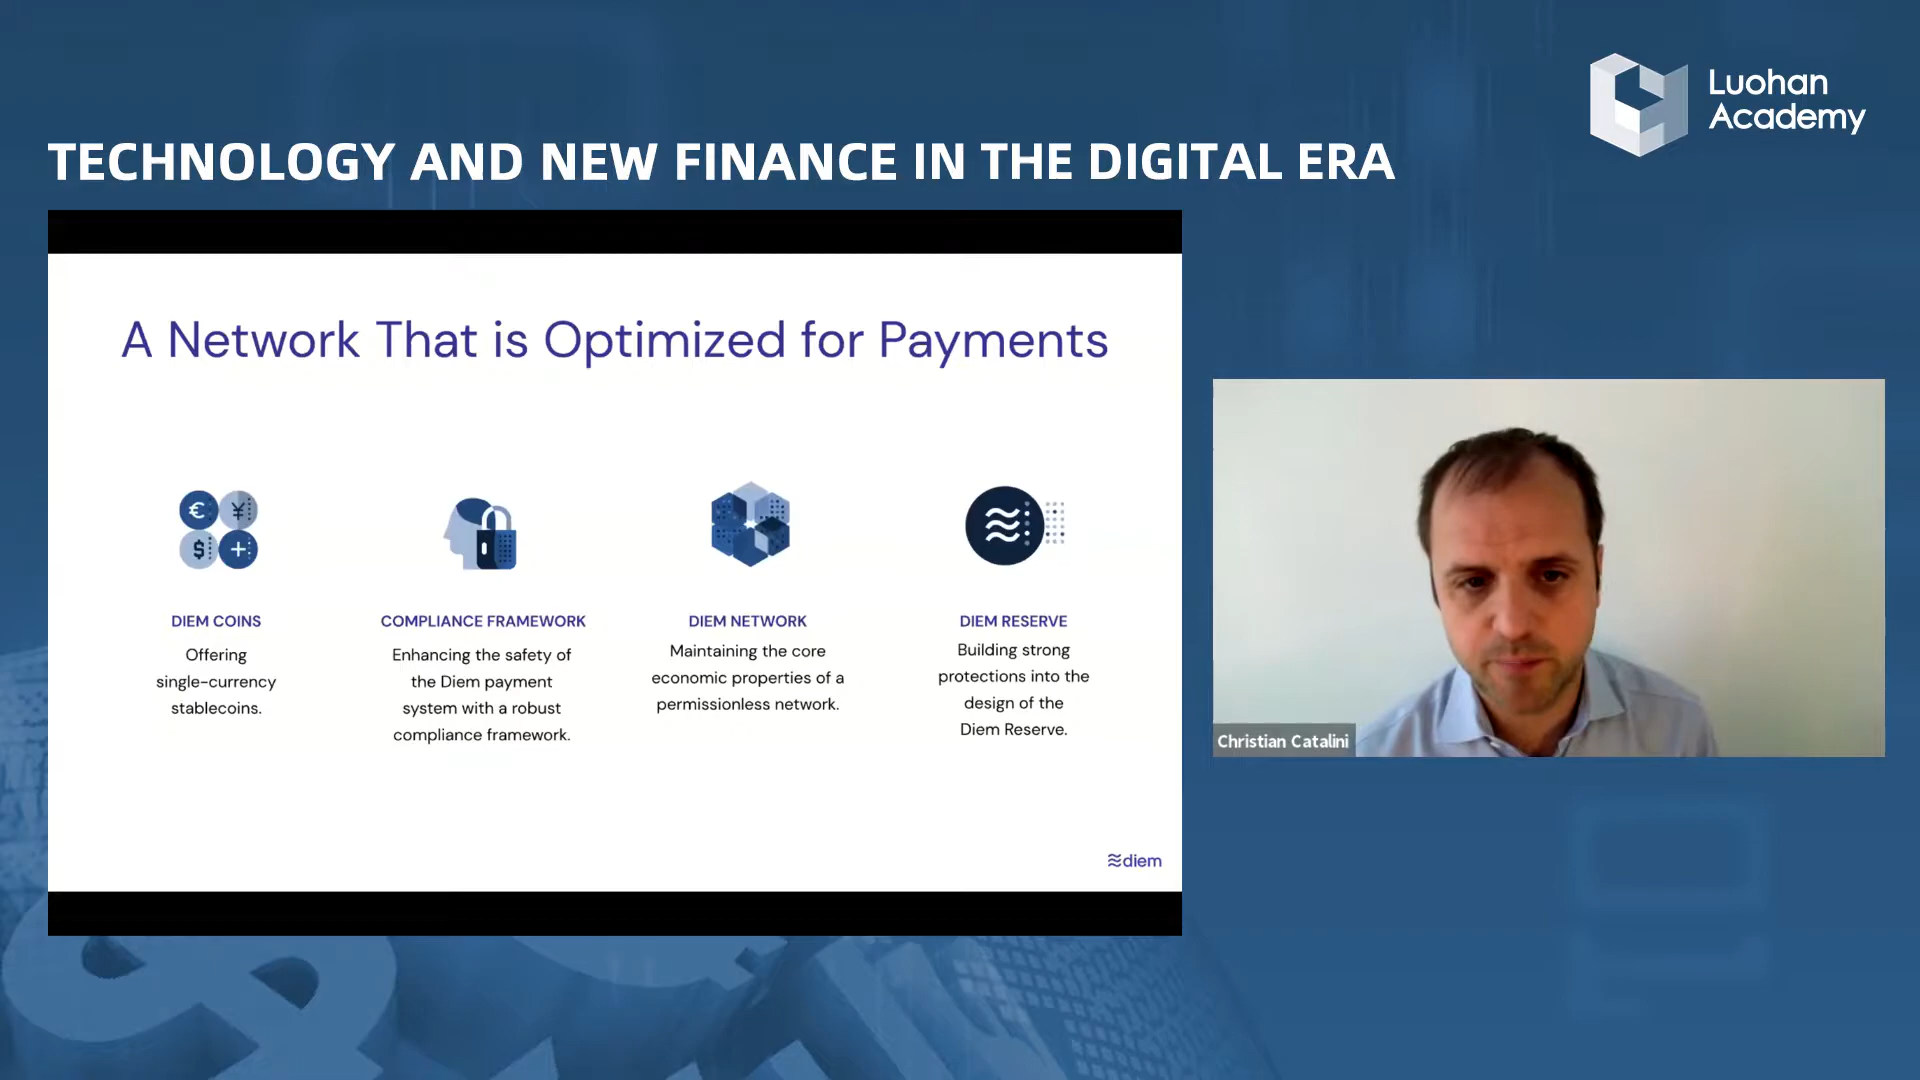 Luohan
Academy
TECHNOLOGY AND NEW FINANCE IN THE DIGITAL ERA
A Network That is Optimized for Payments
DIEM COINS
Offering
single-currency
stablecoins.
COMPLIANCE FRAMEWORK
Enhancing the safety of
the Diem payment
system with a robust
compliance framework.
DIEM NETWORK
Maintaining the core
economic properties of a
permissionless network.
DIEM RESERVE
Building strong
protections into the
design of the
Diem Reserve.
diem
Christian Catalini